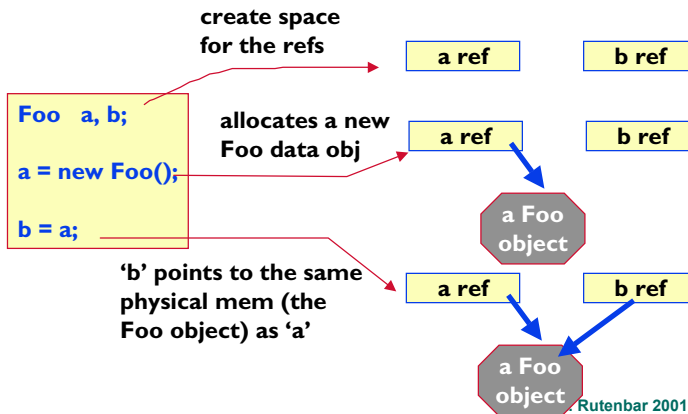 create space
for the refs
a ref
b ref
Foo a, b;
a = new Foo();
b = a;
allocates a new
Foo data obj
a ref
b ref
a Foo
object
‘b’ points to the same
physical mem (the
Foo object) as ‘a’
a ref
b ref
a Foo
object
Rutenbar 2001